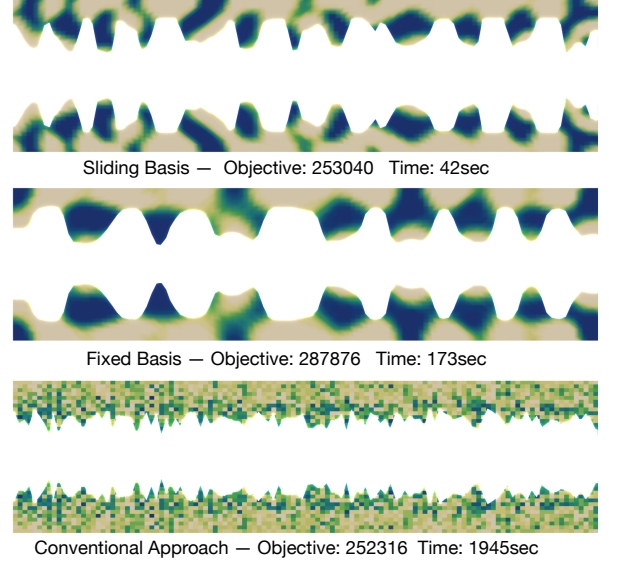 Sliding Basis — Objective: 253040 Time: 42sec
Fixed Basis — Objective: 287876 Time: 173sec
Conventional Approach — Objective: 252316 Time: 1945sec